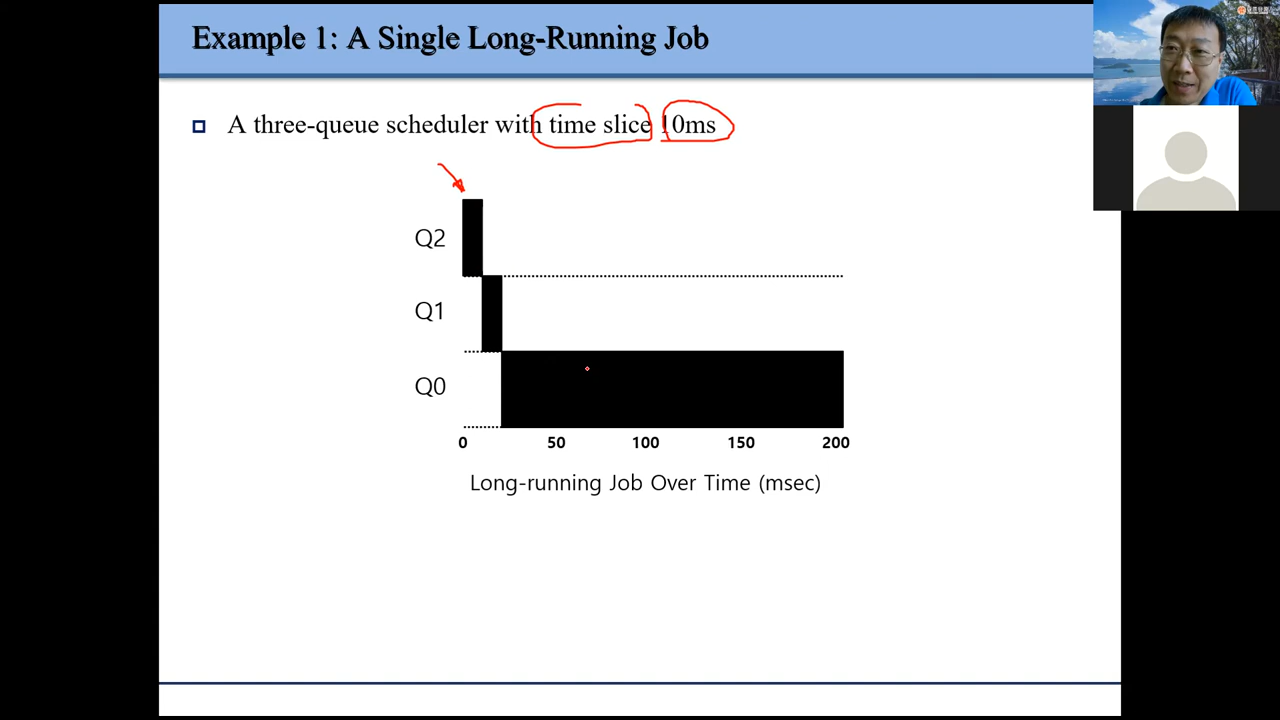 Example 1: A Single Long-Running Job
A three-queue scheduler with time slice 10ms
Q2
Q1
Q0
0 50 100 150 200
Long-running Job Over Time (msec)